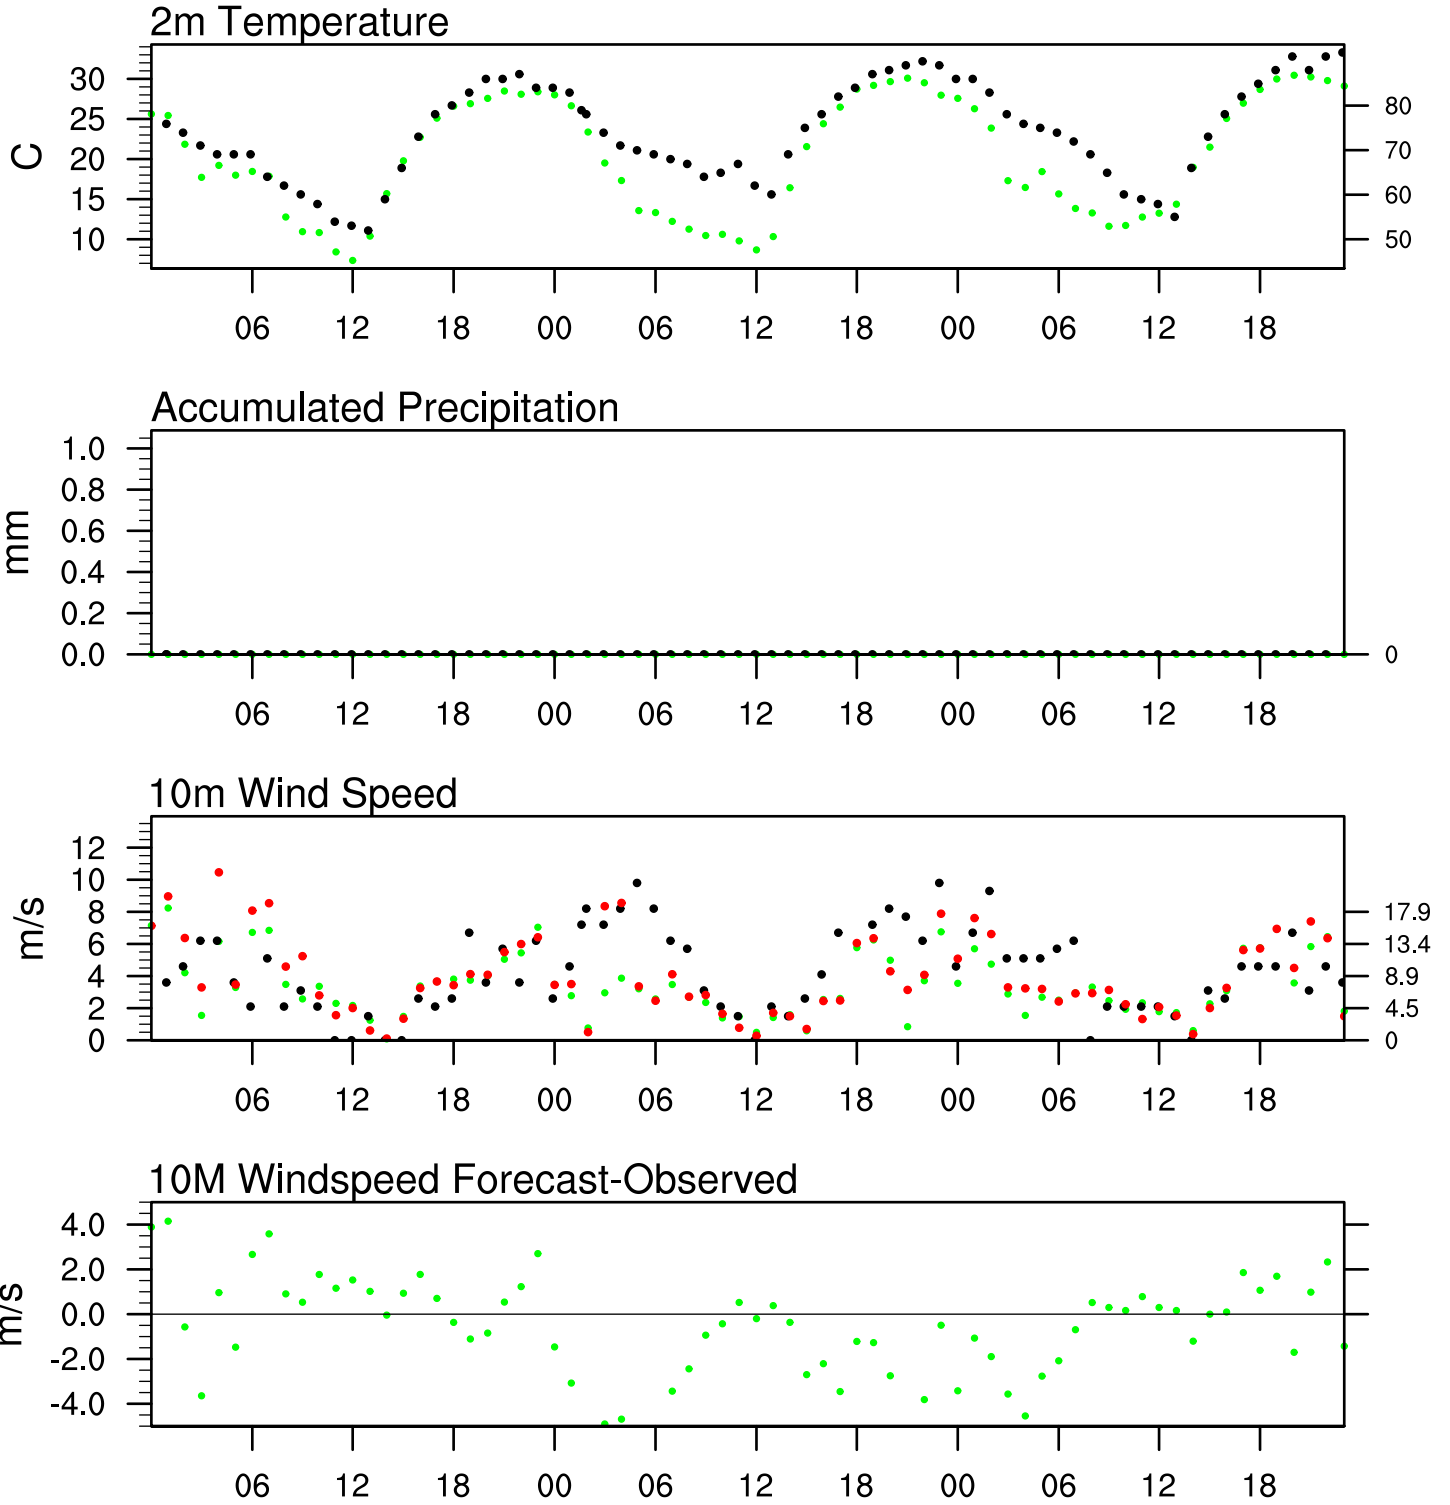 2m Temperature
C
30
25
20
15
10
80
70
60
50
06 12 18 00 06 12 18 00 06 12 18
Accumulated Precipitation
mm
1.0
0.8
0.6
0.4
0.2
0.0
0
06 12 18 00 06 12 18 00 06 12 18
10m Wind Speed
m/s
12
10
8
6
4
2
0
17.9
13.4
8.9
4.5
0
06 12 18 00 06 12 18 00 06 12 18
10M Windspeed Forecast-Observed
m/s
4.0
2.0
0.0
-2.0
-4.0
06 12 18 00 06 12 18 00 06 12 18